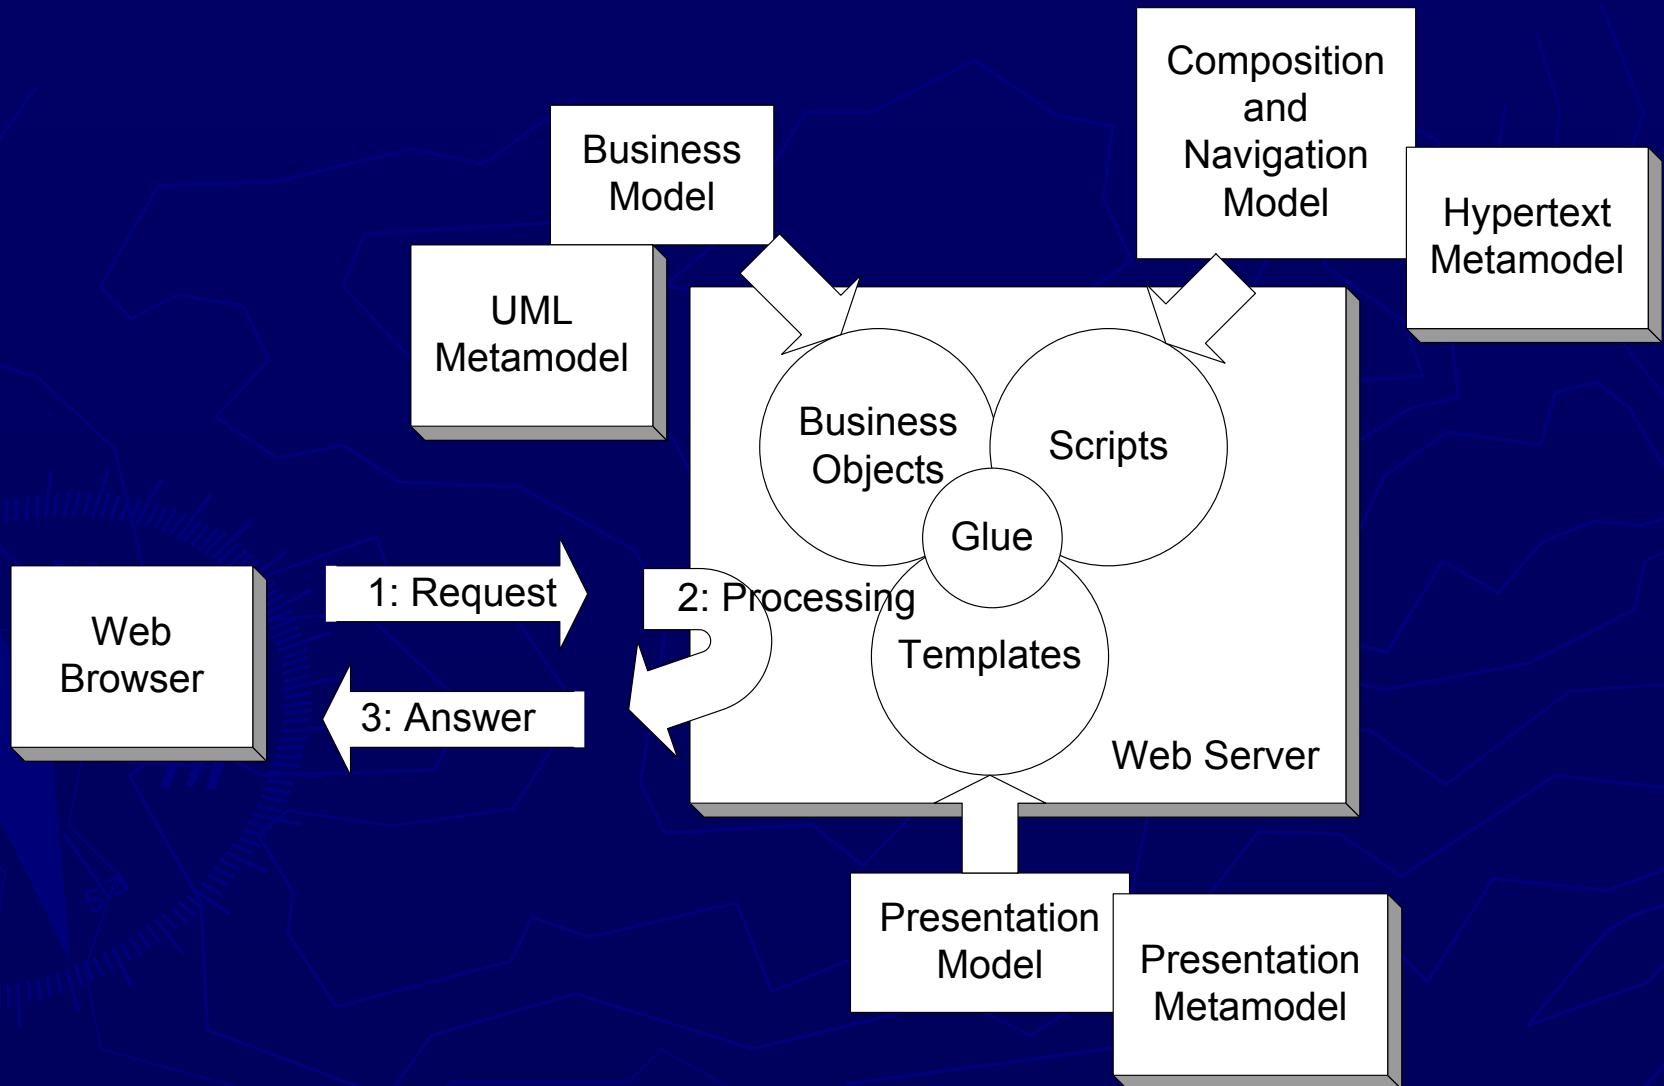 Composition
and
Navigation
Model
Business
Model
Hypertext
Metamodel
UML
Metamodel
Business
Objects
Scripts
Glue
1: Request
2: Processing
Web
Browser
Templates
3: Answer
Web Server
Presentation
Model
Presentation
Metamodel